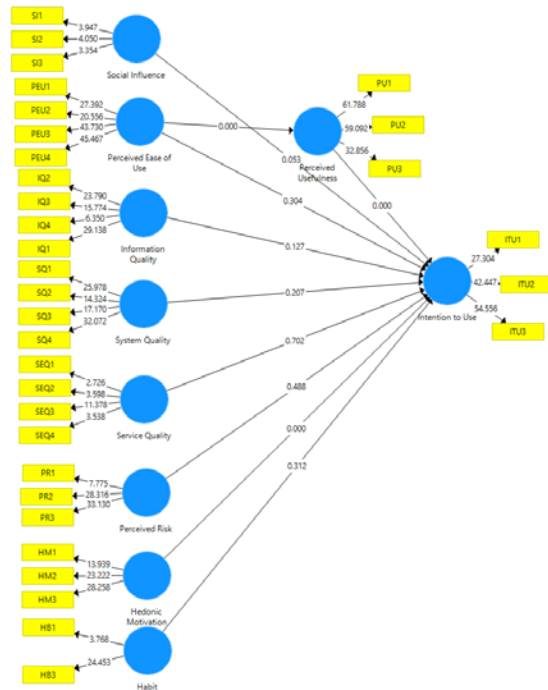 SI1
3.947
SI2
4.050
SI3
3.354
Social Influence
PEU1
27.392
PEU2
20.556
PEU3
43.730
PEU4
45.467
Perceived Ease of
Use
0.000
PU1
61.788
PU2
59.092
PU3
32.856
Perceived
Usefulness
0.053
0.304
0.000
IQ2
23.790
IQ3
15.774
IQ4
6.350
IQ1
29.138
Information
Quality
0.127
SQ1
25.978
SQ2
14.324
SQ3
17.170
SQ4
32.072
System Quality
0.207
ITU1
27.304
ITU2
42.447
ITU3
54.556
Intention to Use
SEQ1
2.726
SEQ2
3.598
SEQ3
11.378
SEQ4
3.538
Service Quality
0.702
PR1
7.775
PR2
28.316
PR3
33.130
Perceived Risk
0.488
HM1
13.939
HM2
23.222
HM3
28.258
Hedonic
Motivation
0.000
HB1
3.768
HB3
24.453
Habit
0.312